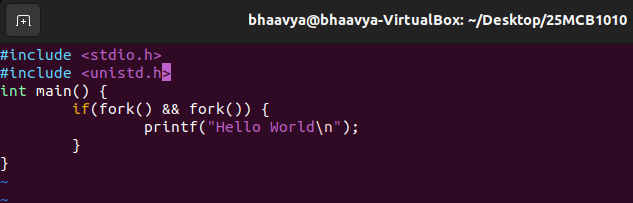 bhaavya@bhaavya-VirtualBox: ~/Desktop/25MCB1010
#include <stdio.h>
#include <unistd.h>
int main() {
        if(fork() && fork()) {
                printf("Hello World\n");
        }
}
~
~